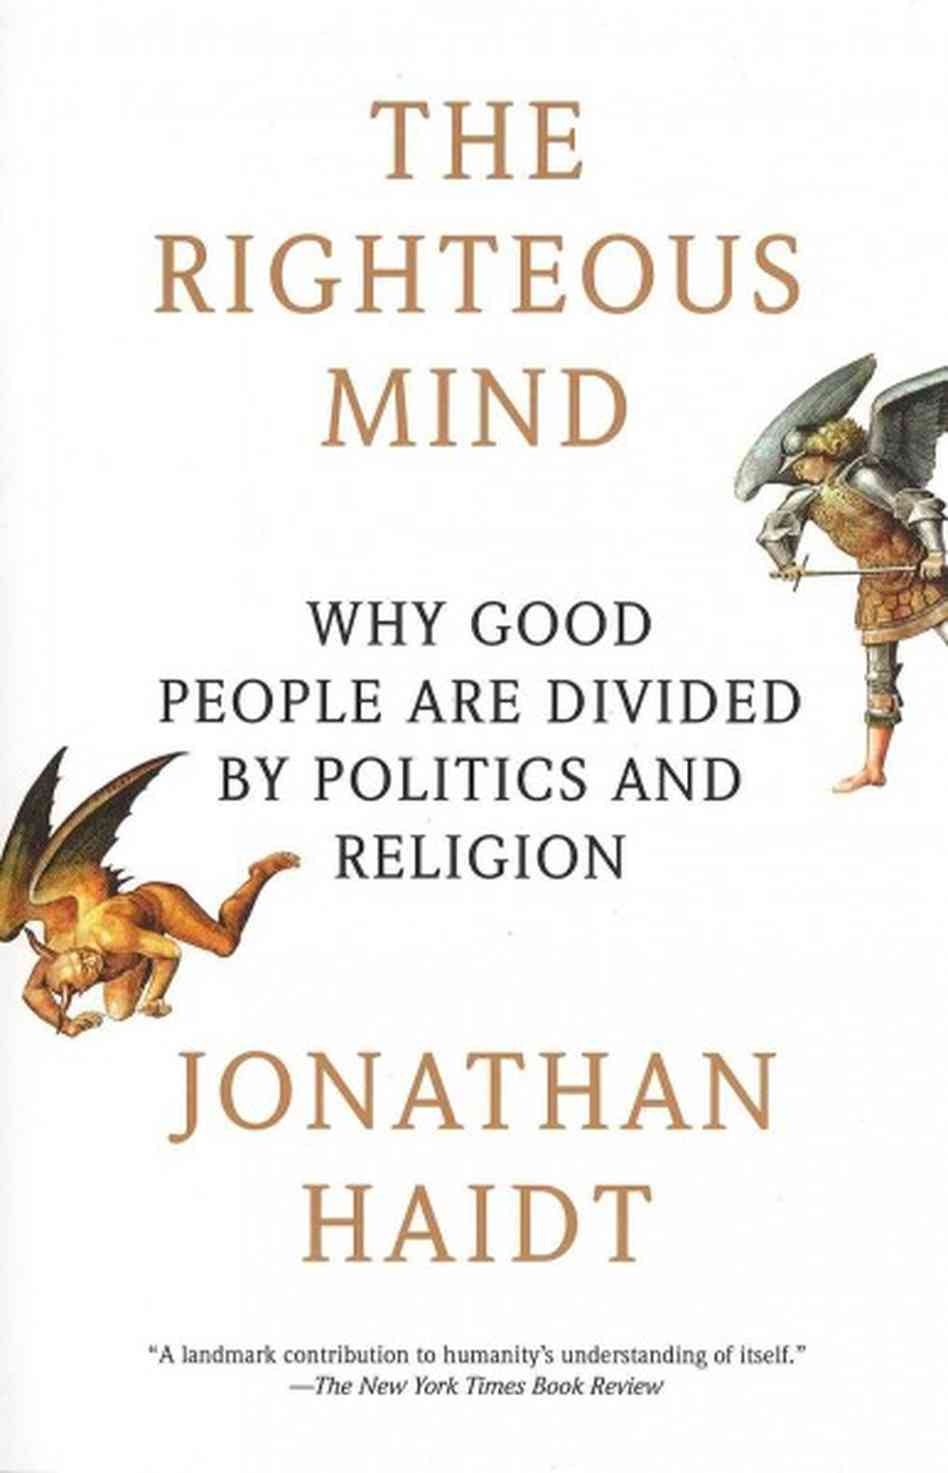 THE
RIGHTEOUS
MIND
WHY GOOD
PEOPLE ARE DIVIDED
BY POLITICS AND
RELIGION
JONATHAN
HAIDT
“A landmark contribution to humanity’s understanding of itself.”
—The New York Times Book Review